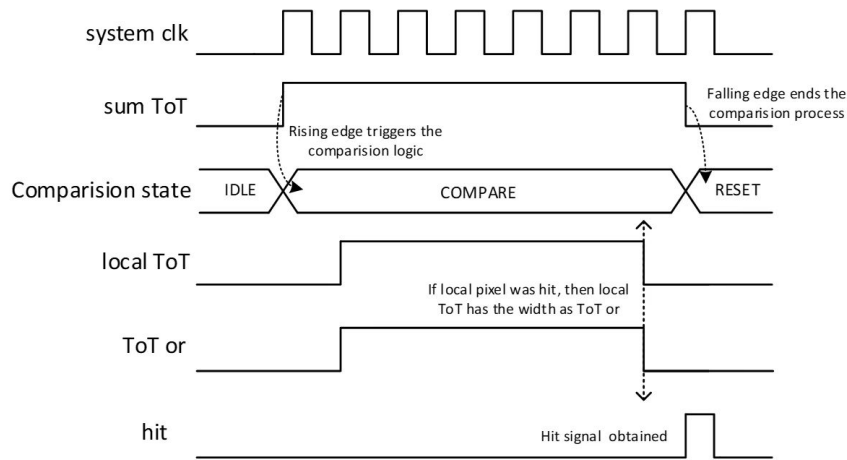 system clk
sum ToT
Falling edge ends the
comparision process
Rising edge triggers the
comparision logic
Comparision state
IDLE
COMPARE
RESET
local ToT
If local pixel was hit, then local
ToT has the width as ToT or
ToT or
hit
Hit signal obtained